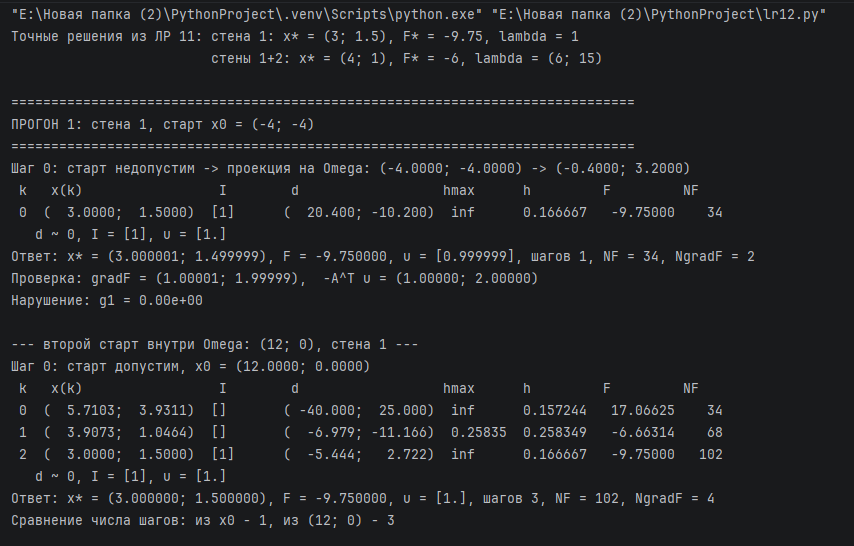 "E:\Новая папка (2)\PythonProject\.venv\Scripts\python.exe" "E:\Новая папка (2)\PythonProject\lr12.py"
Точные решения из ЛР 11: стена 1: x* = (3; 1.5), F* = -9.75, lambda = 1
                         стены 1+2: x* = (4; 1), F* = -6, lambda = (6; 15)

==============================================================================
ПРОГОН 1: стена 1, старт x0 = (-4; -4)
==============================================================================
Шаг 0: старт недопустим -> проекция на Omega: (-4.0000; -4.0000) -> (-0.4000; 3.2000)
 k   x(k)                 I        d                  hmax      h         F         NF
 0  (  3.0000;  1.5000)  [1]      (  20.400; -10.200)  inf      0.166667   -9.75000    34
   d ~ 0, I = [1], u = [1.]
Ответ: x* = (3.000001; 1.499999), F = -9.750000, u = [0.999999], шагов 1, NF = 34, NgradF = 2
Проверка: gradF = (1.00001; 1.99999),  -A^T u = (1.00000; 2.00000)
Нарушение: g1 = 0.00e+00

--- второй старт внутри Omega: (12; 0), стена 1 ---
Шаг 0: старт допустим, x0 = (12.0000; 0.0000)
 k   x(k)                 I        d                  hmax      h         F         NF
 0  (  5.7103;  3.9311)  []       ( -40.000;  25.000)  inf      0.157244   17.06625    34
 1  (  3.9073;  1.0464)  []       (  -6.979; -11.166)  0.25835  0.258349   -6.66314    68
 2  (  3.0000;  1.5000)  [1]      (  -5.444;   2.722)  inf      0.166667   -9.75000   102
   d ~ 0, I = [1], u = [1.]
Ответ: x* = (3.000000; 1.500000), F = -9.750000, u = [1.], шагов 3, NF = 102, NgradF = 4
Сравнение числа шагов: из x0 - 1, из (12; 0) - 3